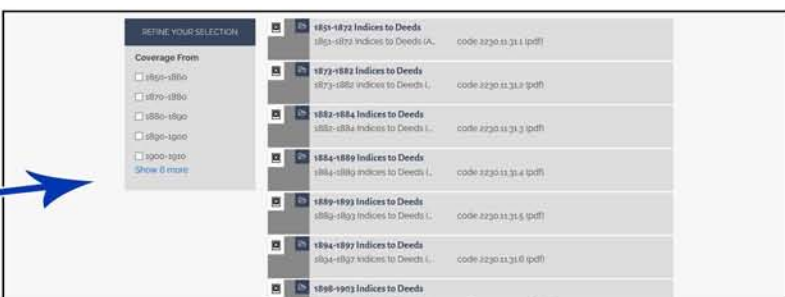 REFINE YOUR SELECTION
Coverage From
1850-1860
1870-1880
1880-1890
1890-1900
1900-1910
Show 6 more
1851-1872 Indices to Deeds
1851-1872 Indices to Deeds (A... code 2230.11.31.1 (pdf)
1873-1882 Indices to Deeds
1873-1882 Indices to Deeds (... code 2230.11.31.2 (pdf)
1882-1884 Indices to Deeds
1882-1884 Indices to Deeds (... code 2230.11.31.3 (pdf)
1884-1889 Indices to Deeds
1884-1889 Indices to Deeds (... code 2230.11.31.4 (pdf)
1889-1893 Indices to Deeds
1889-1893 Indices to Deeds (... code 2230.11.31.5 (pdf)
1894-1897 Indices to Deeds
1894-1897 Indices to Deeds (... code 2230.11.31.6 (pdf)
1898-1903 Indices to Deeds